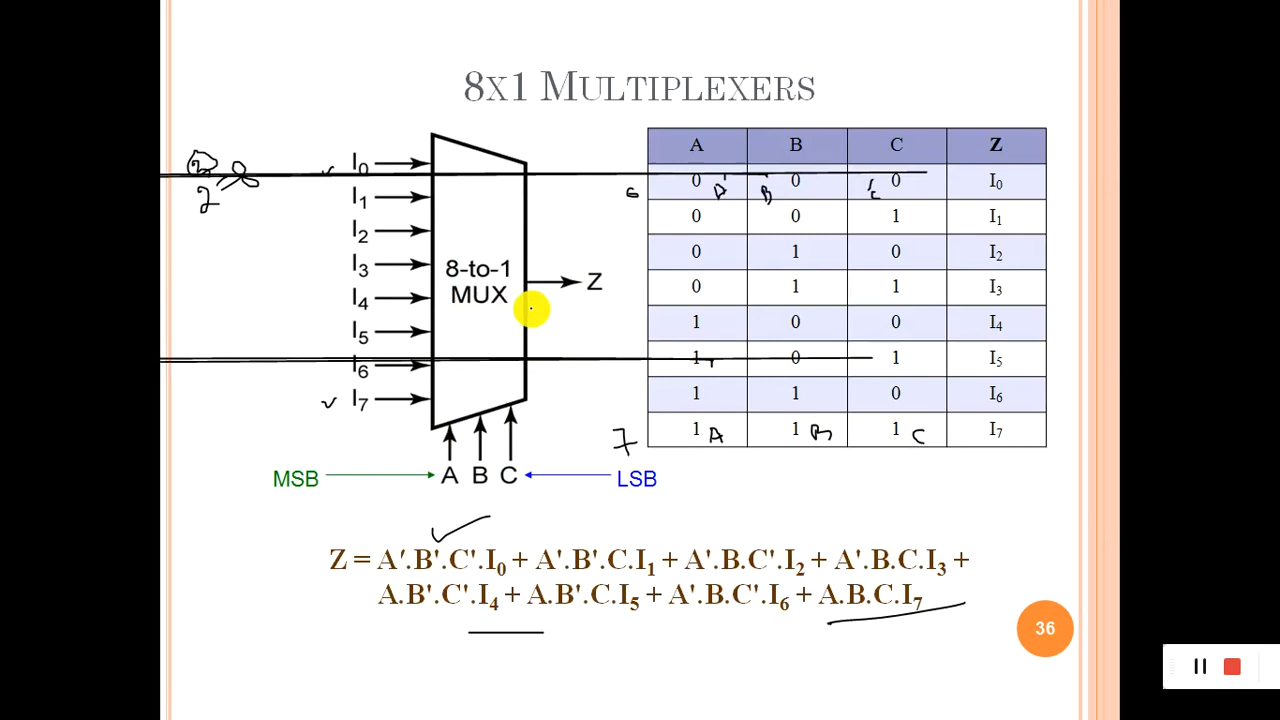 8X1 MULTIPLEXERS
I0
I1
I2
I3
I4
I5
I6
I7
8-to-1
MUX
Z
A B C
MSB
LSB
A B C Z
0 0 0 I0
0 0 1 I1
0 1 0 I2
0 1 1 I3
1 0 0 I4
1 0 1 I5
1 1 0 I6
1 1 1 I7
7 A B C
Z = A'.B'.C'.I0 + A'.B'.C.I1 + A'.B.C'.I2 + A'.B.C.I3 +
A.B'.C'.I4 + A.B'.C.I5 + A'.B.C'.I6 + A.B.C.I7
36